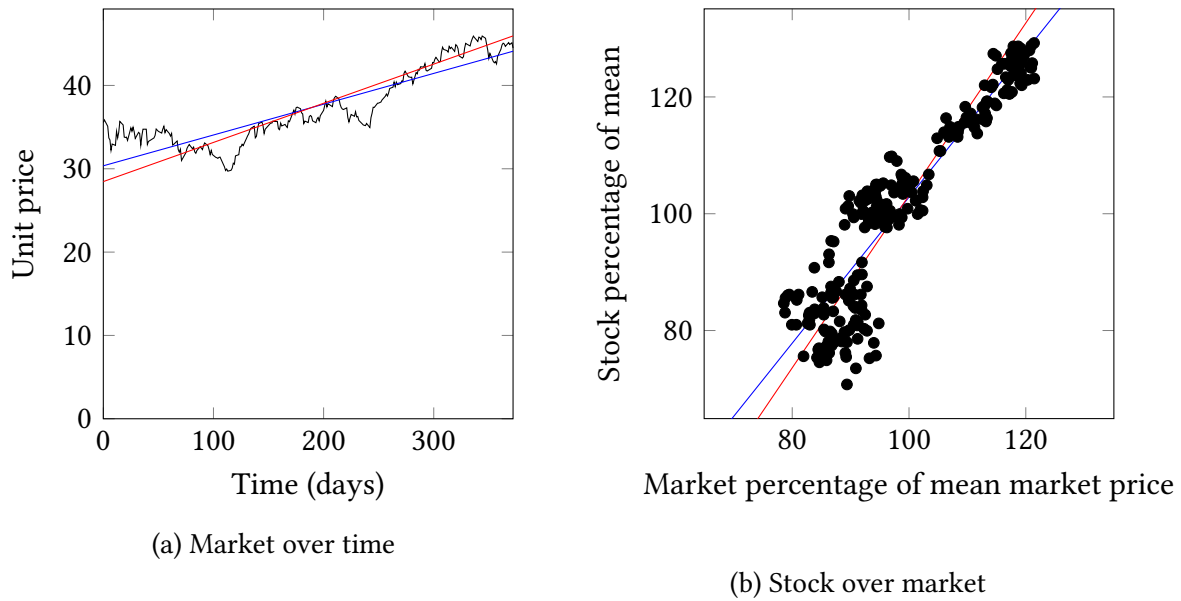 40
30
20
10
0
0 100 200 300
Unit price
Time (days)
(a) Market over time
120
100
80
80 100 120
Stock percentage of mean
Market percentage of mean market price
(b) Stock over market